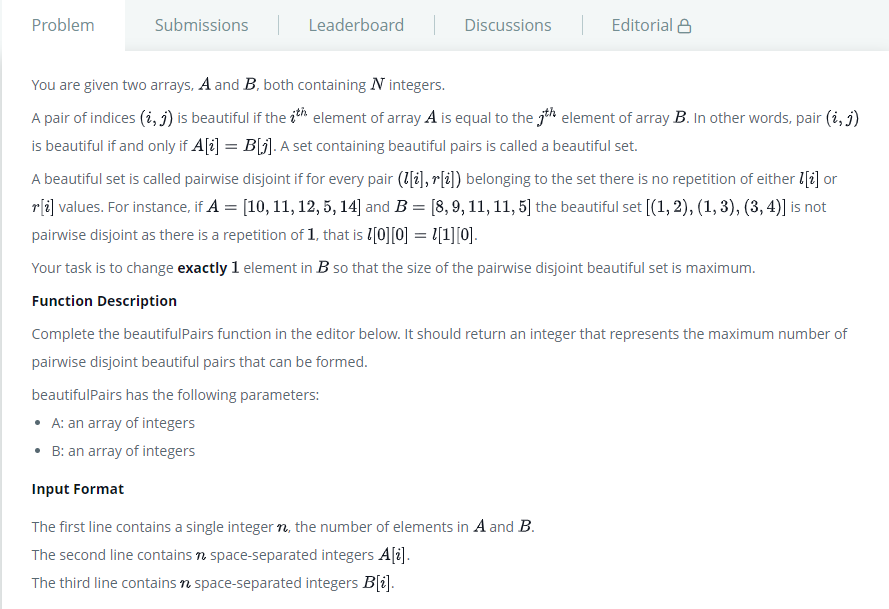 Problem Submissions Leaderboard Discussions Editorial
You are given two arrays, A and B, both containing N integers.
A pair of indices (i, j) is beautiful if the i^th element of array A is equal to the j^th element of array B. In other words, pair (i, j)
is beautiful if and only if A[i] = B[j]. A set containing beautiful pairs is called a beautiful set.
A beautiful set is called pairwise disjoint if for every pair (l[i], r[i]) belonging to the set there is no repetition of either l[i] or
r[i] values. For instance, if A = [10, 11, 12, 5, 14] and B = [8, 9, 11, 11, 5] the beautiful set [(1, 2), (1, 3), (3, 4)] is not
pairwise disjoint as there is a repetition of 1, that is l[0][0] = l[1][0].
Your task is to change exactly 1 element in B so that the size of the pairwise disjoint beautiful set is maximum.
Function Description
Complete the beautifulPairs function in the editor below. It should return an integer that represents the maximum number of
pairwise disjoint beautiful pairs that can be formed.
beautifulPairs has the following parameters:
• A: an array of integers
• B: an array of integers
Input Format
The first line contains a single integer n, the number of elements in A and B.
The second line contains n space-separated integers A[i].
The third line contains n space-separated integers B[i].